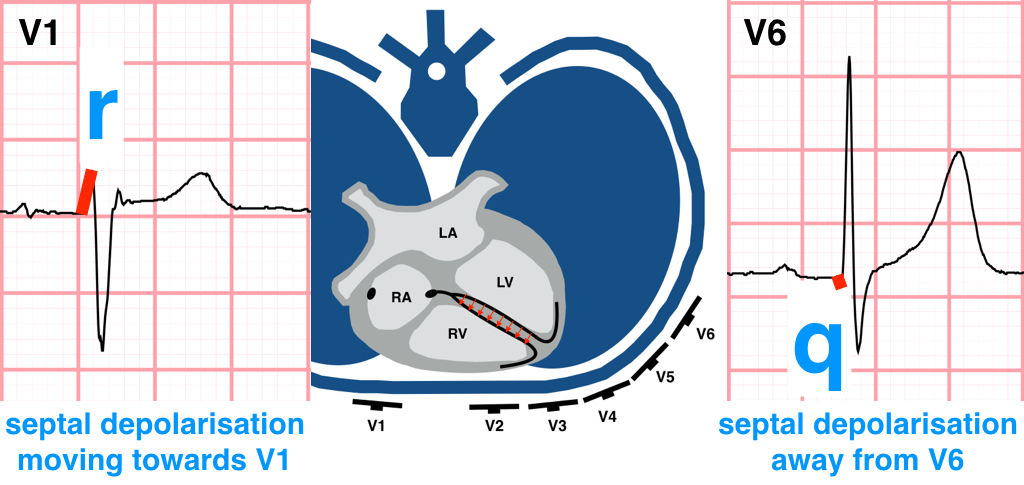 V1
r
septal depolarisation
moving towards V1
LA
LV
RA
RV
V1
V2
V3
V4
V5
V6
V6
q
septal depolarisation
away from V6